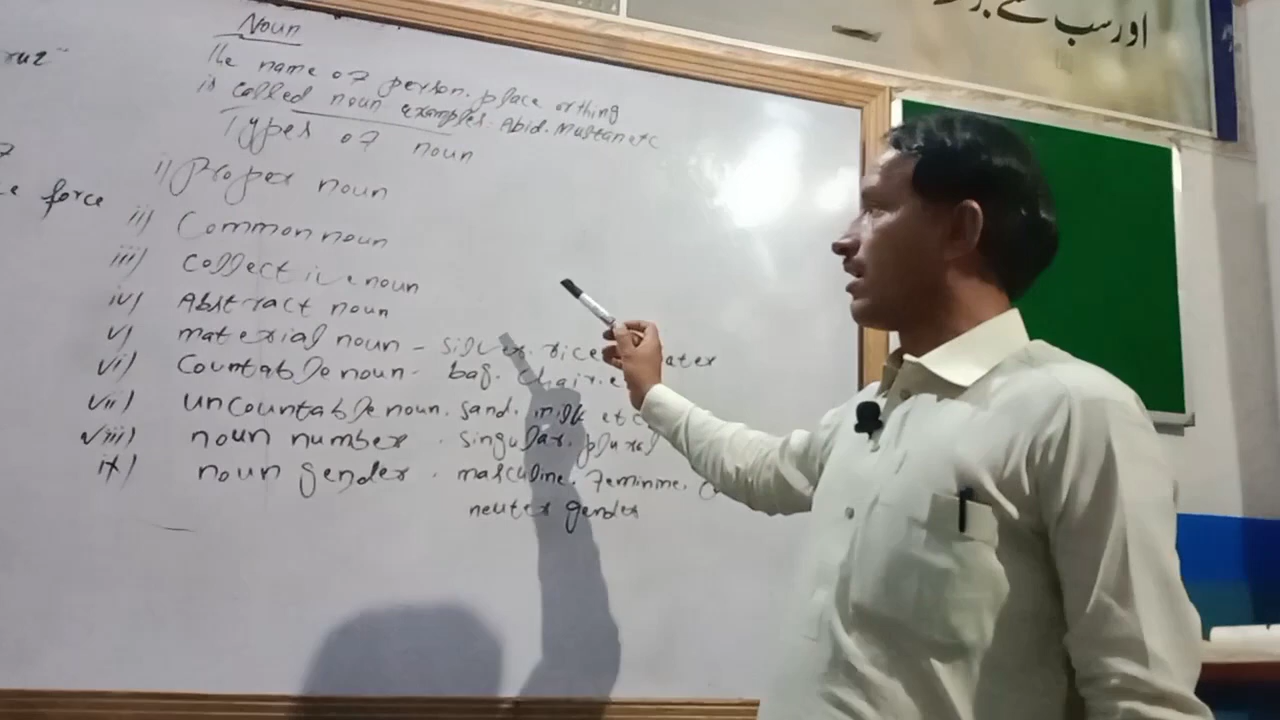 Noun
The name of person. place or thing
is called noun examples. Abid. Multan etc
Types of noun
i) Proper noun
ii) Common noun
iii) Collective noun
iv) Abstract noun
v) material noun - silver. rice ater
vi) Countable noun - bag. chair. e
vii) uncountable noun. sand. milk etc
viii) noun number . singular. plural
ix) noun gender . masculine. Feminine.
neuter gender
force
اور سب سے